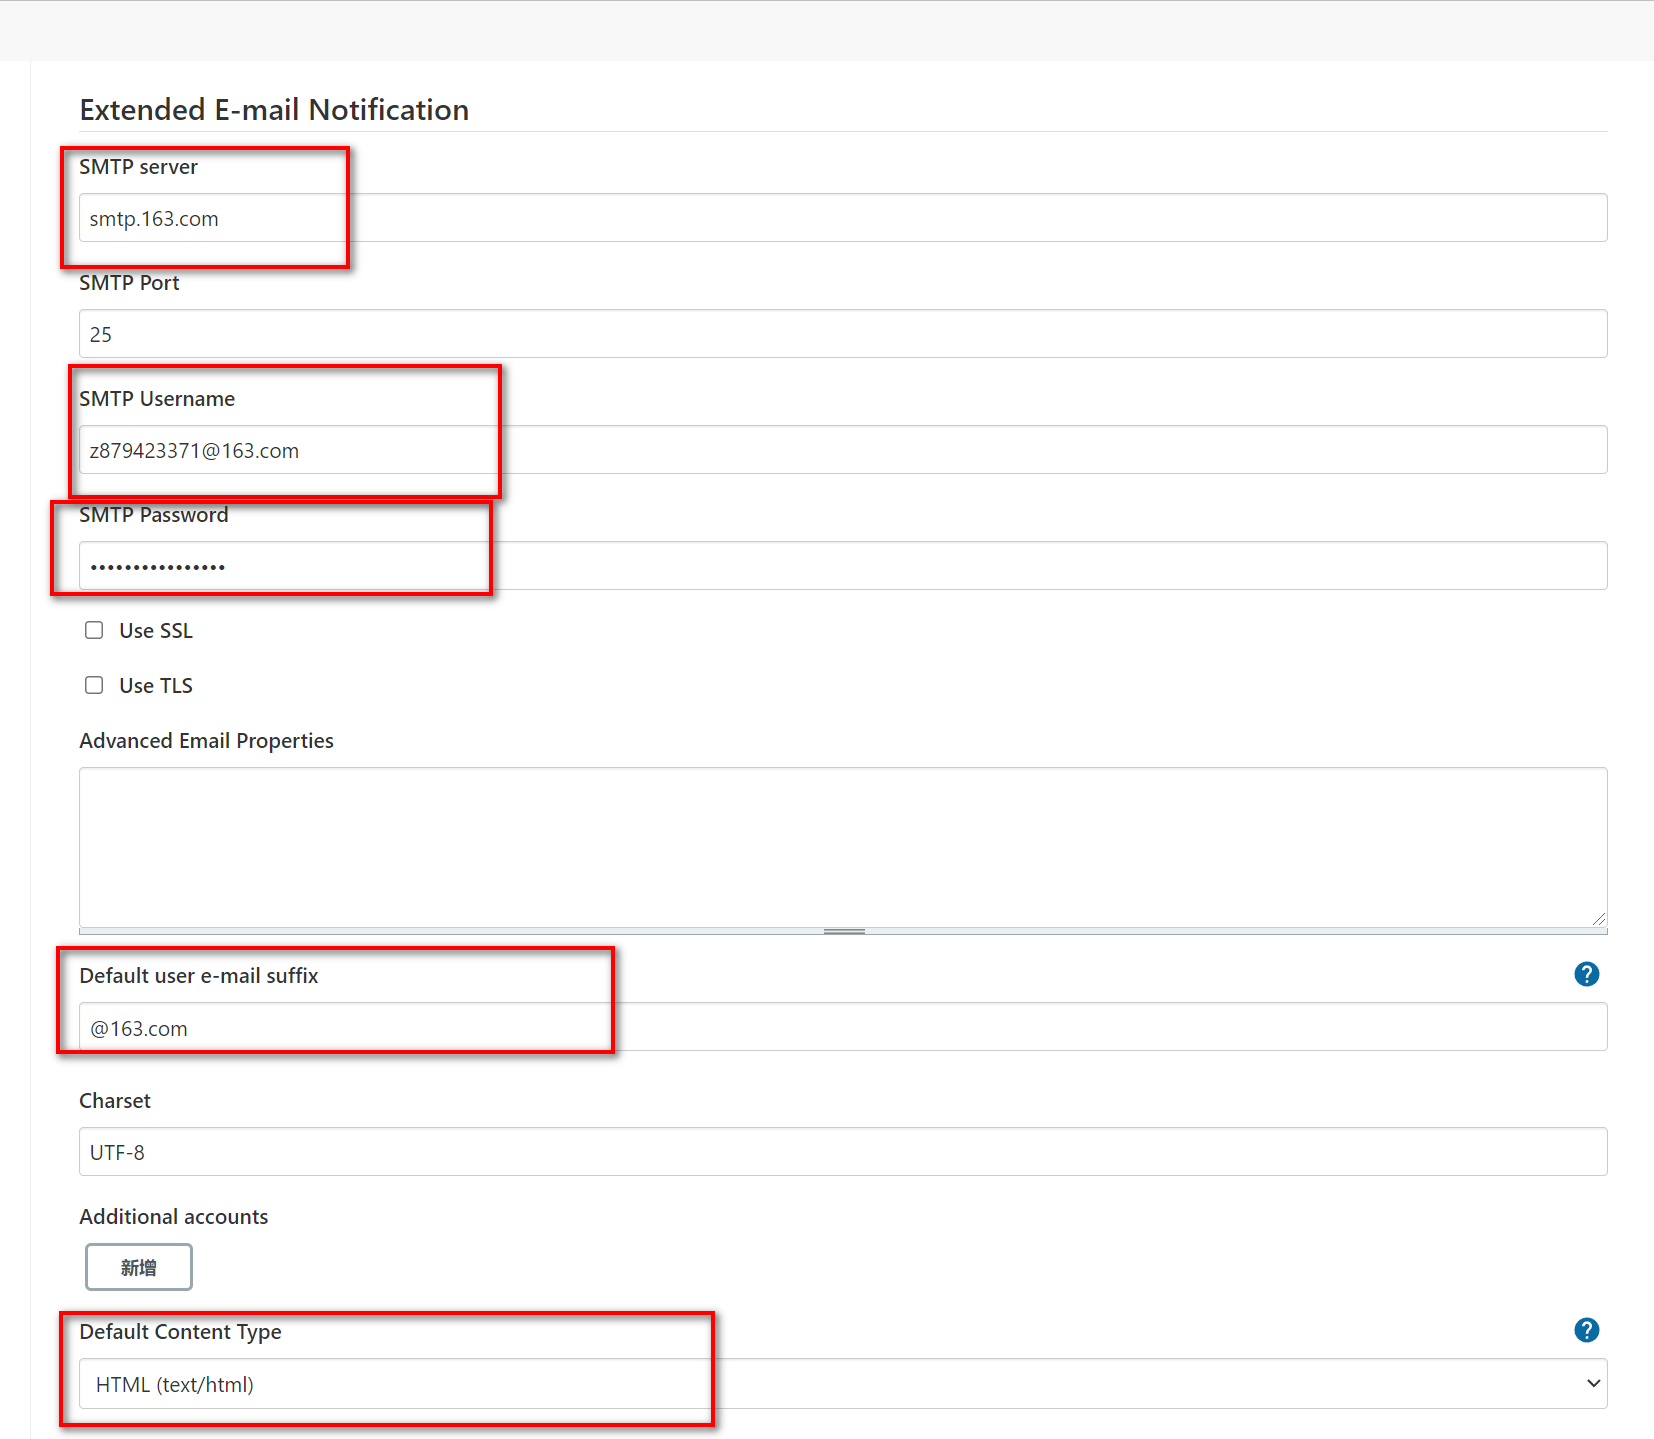 Extended E-mail Notification
SMTP server
smtp.163.com
SMTP Port
25
SMTP Username
z879423371@163.com
SMTP Password
••••••••••••••••
Use SSL
Use TLS
Advanced Email Properties
Default user e-mail suffix
?
@163.com
Charset
UTF-8
Additional accounts
新增
Default Content Type
?
HTML (text/html)